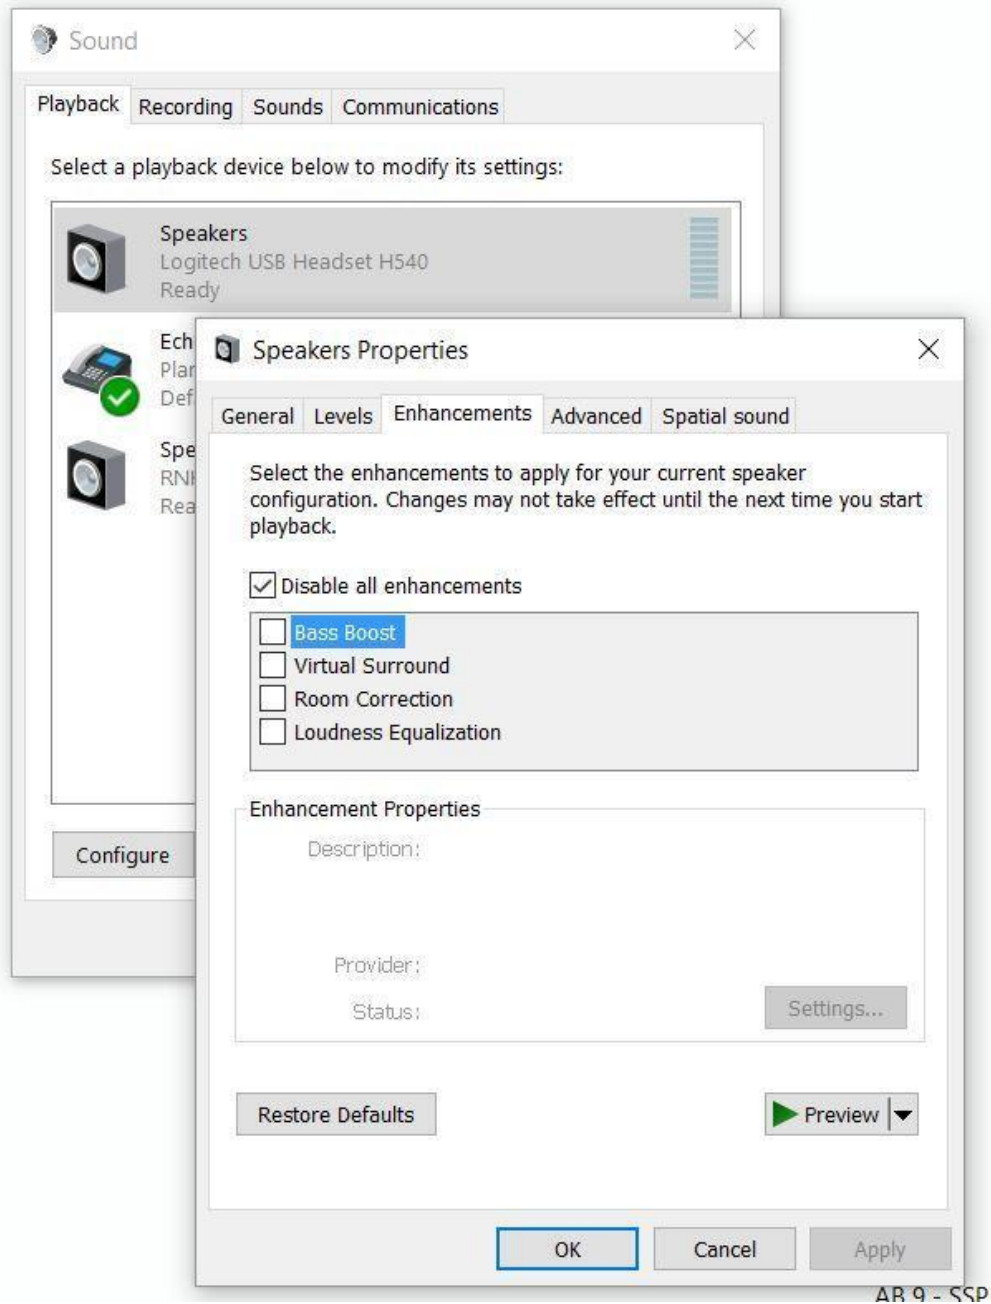 Sound
Playback Recording Sounds Communications
Select a playback device below to modify its settings:
Speakers
Logitech USB Headset H540
Ready
Ech
Plan
Def
Spe
Rea
Speakers Properties
General Levels Enhancements Advanced Spatial sound
Select the enhancements to apply for your current speaker
configuration. Changes may not take effect until the next time you start
playback.
Disable all enhancements
Bass Boost
Virtual Surround
Room Correction
Loudness Equalization
Enhancement Properties
Description:
Provider:
Status:
Settings...
Restore Defaults
Preview
Configure
OK Cancel Apply
AB 9 - SSP